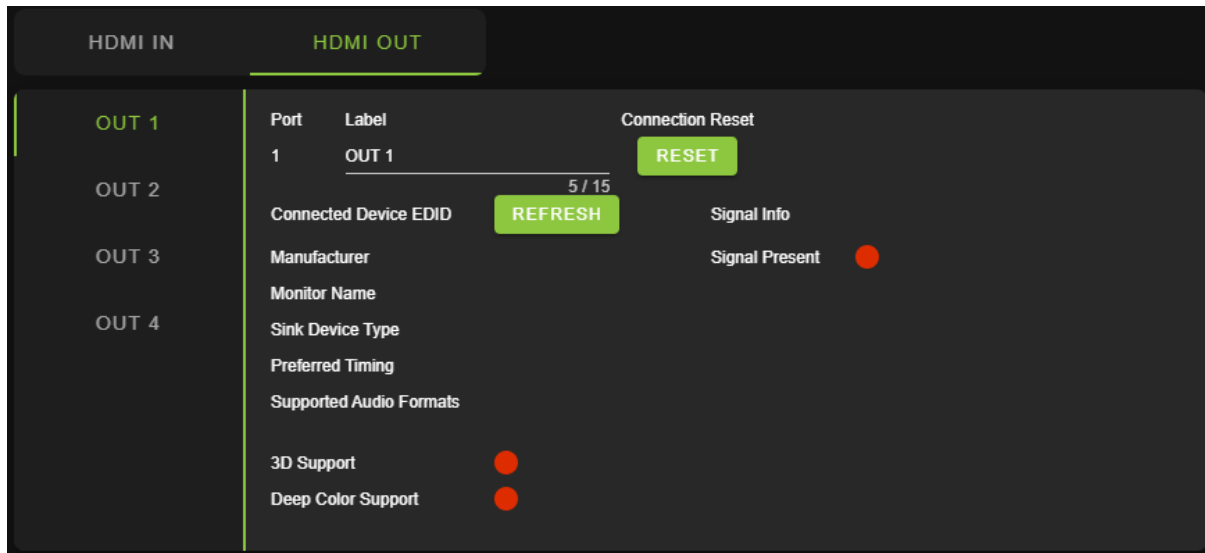 HDMI IN HDMI OUT
OUT 1
OUT 2
OUT 3
OUT 4
Port Label Connection Reset
1 OUT 1 RESET
5 / 15
Connected Device EDID REFRESH Signal Info
Manufacturer Signal Present
Monitor Name
Sink Device Type
Preferred Timing
Supported Audio Formats
3D Support
Deep Color Support